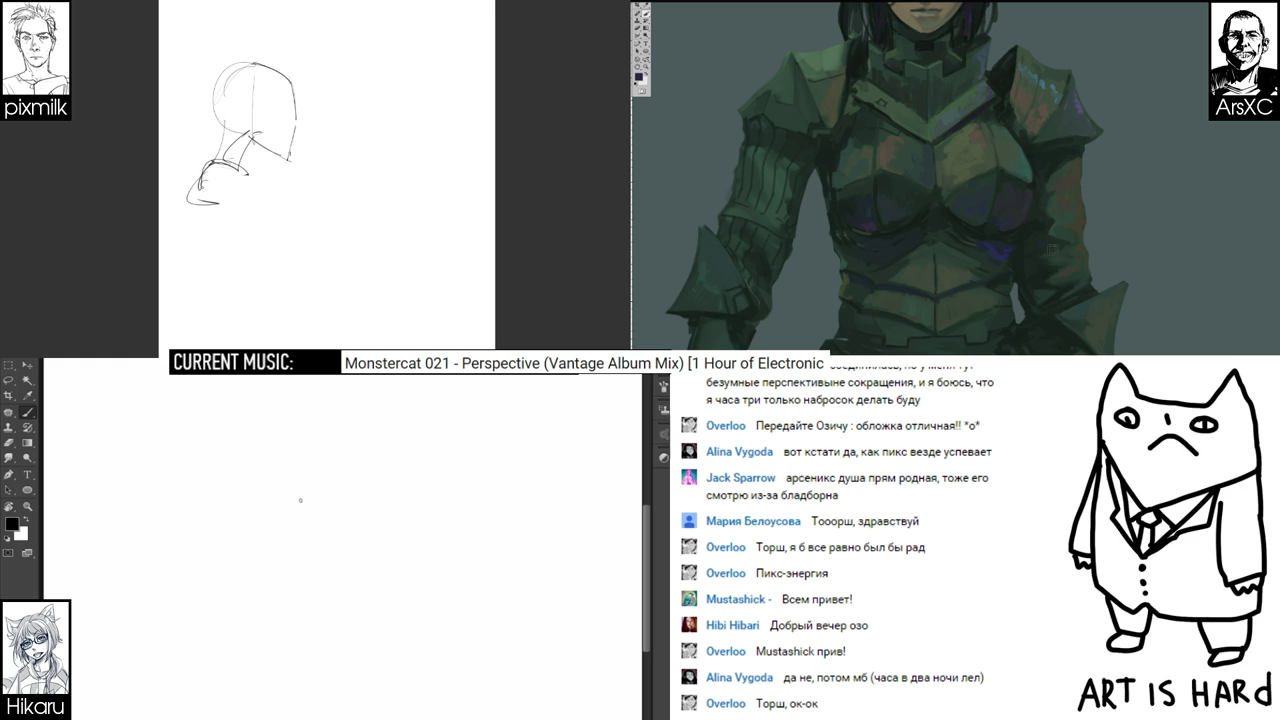 pixmilk
ArsXC
CURRENT MUSIC:
Monstercat 021 - Perspective (Vantage Album Mix) [1 Hour of Electronic
безумные перспективыне сокращения, и я боюсь, что
я часа три только набросок делать буду
Overloo Передайте Озичу : обложка отличная!! *о*
Alina Vygoda вот кстати да, как пикс везде успевает
Jack Sparrow арсеникс душа прям родная, тоже его
смотрю из-за бладборна
Мария Белоусова Тооорш, здравствуй
Overloo Торш, я б все равно был бы рад
Overloo Пикс-энергия
Mustashick - Всем привет!
Hibi Hibari Добрый вечер озо
Overloo Mustashick прив!
Alina Vygoda да не, потом мб (часа в два ночи лел)
Overloo Торш, ок-ок
Hikaru
ART IS HARd